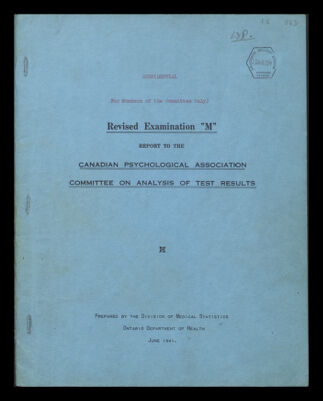 CONFIDENTIAL
For Members of the Committee Only)
Revised Examination "M"
REPORT TO THE
CANADIAN PSYCHOLOGICAL ASSOCIATION
COMMITTEE ON ANALYSIS OF TEST RESULTS
PREPARED BY THE DIVISION OF MEDICAL STATISTICS
ONTARIO DEPARTMENT OF HEALTH
JUNE 1941.